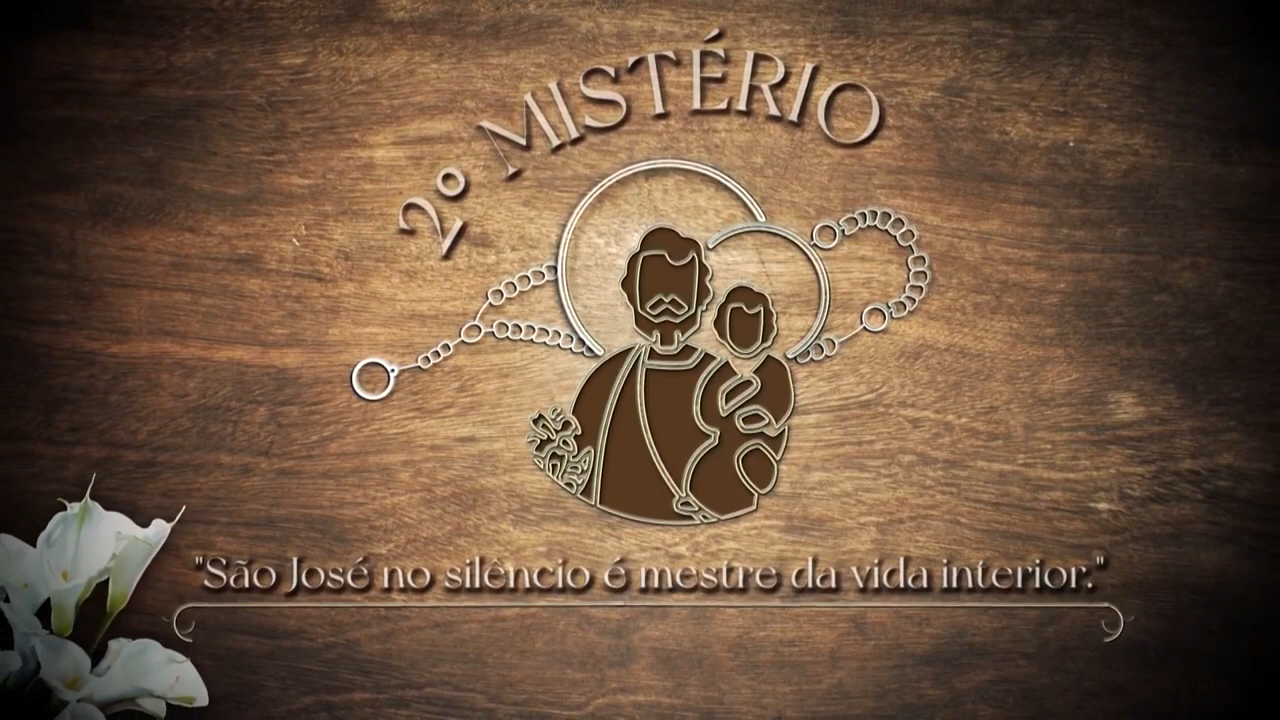 2º MISTÉRIO
"São José no silêncio é mestre da vida interior."